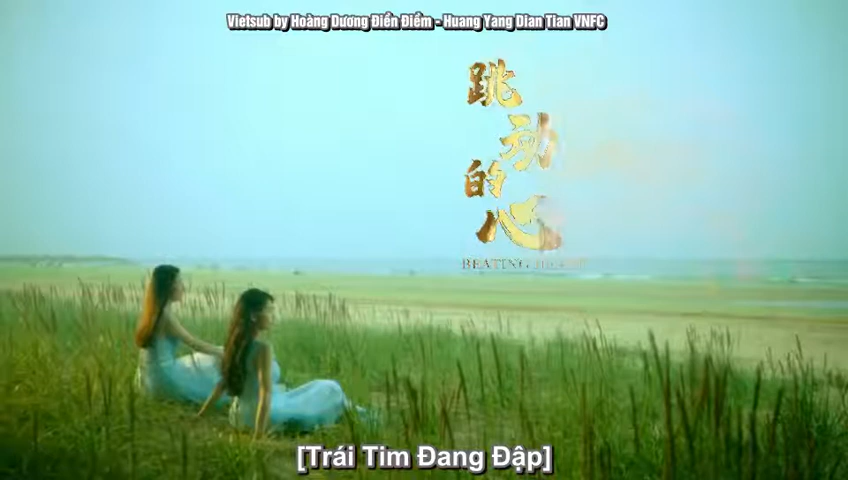 Vietsub by Hoàng Dương Điền Điềm - Huang Yang Dian Tian VNFC
跳动的心
BEATING HEART
[Trái Tim Đang Đập]